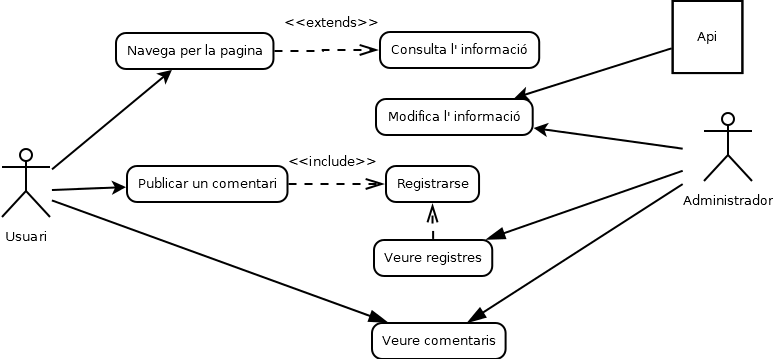 <<extends>>
Navega per la pagina
Consulta l' informació
Api
Modifica l' informació
<<include>>
Publicar un comentari
Registrarse
Administrador
Usuari
Veure registres
Veure comentaris